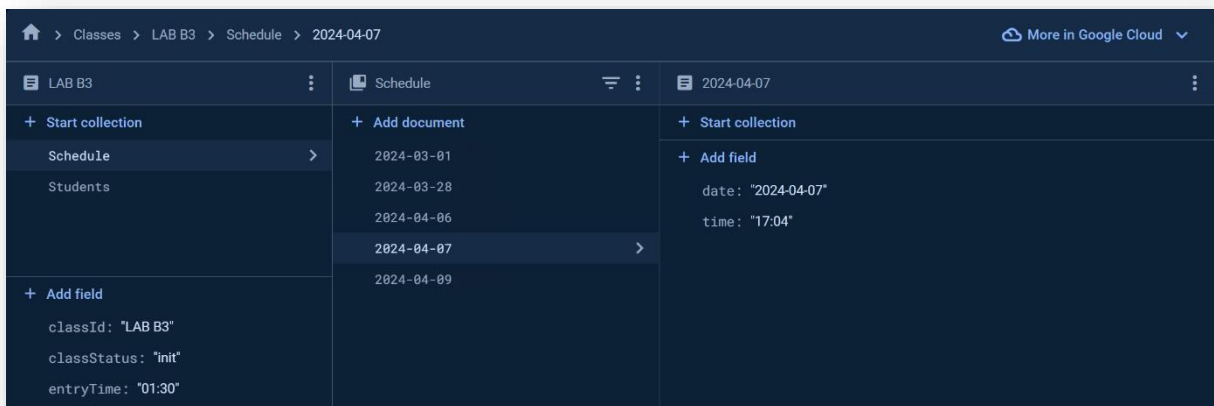 > Classes > LAB B3 > Schedule > 2024-04-07
More in Google Cloud
LAB B3
+ Start collection
Schedule >
Students
+ Add field
classId: "LAB B3"
classStatus: "init"
entryTime: "01:30"
Schedule
+ Add document
2024-03-01
2024-03-28
2024-04-06
2024-04-07 >
2024-04-09
2024-04-07
+ Start collection
+ Add field
date: "2024-04-07"
time: "17:04"